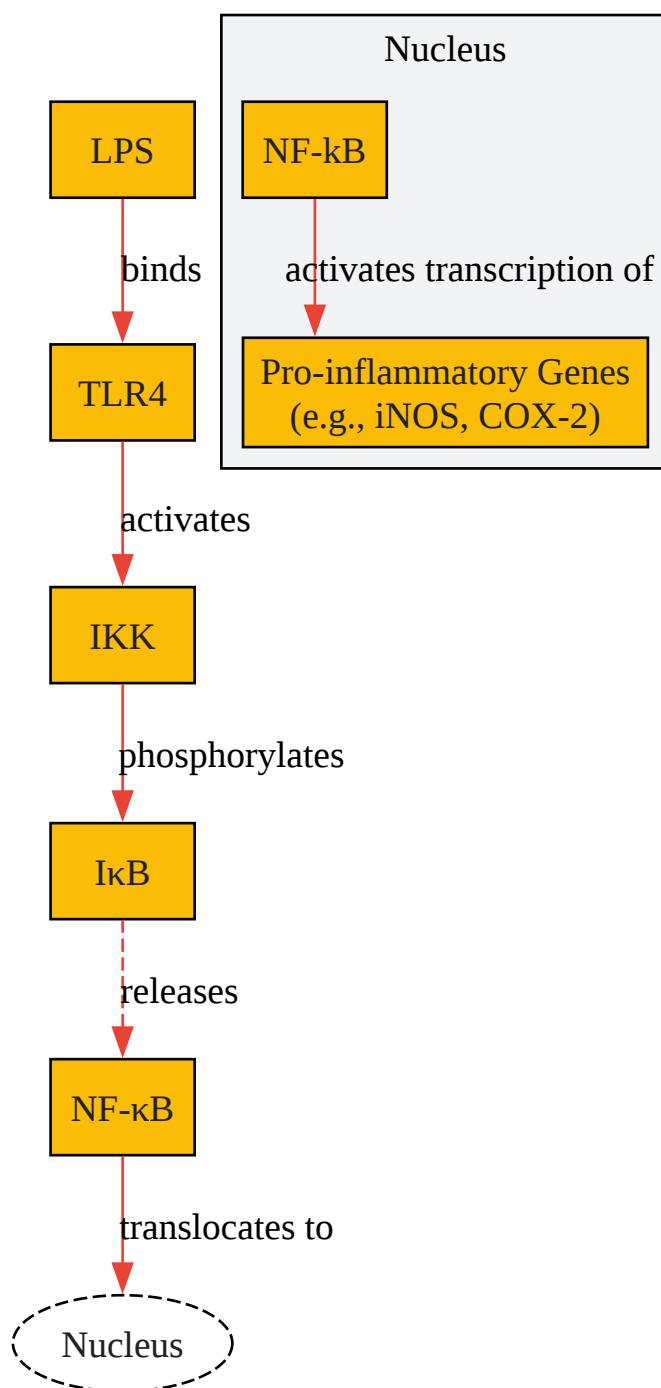 Nucleus
LPS
NF-kB
binds
activates transcription of
TLR4
Pro-inflammatory Genes
(e.g., iNOS, COX-2)
activates
IKK
phosphorylates
IκB
releases
NF-κB
translocates to
Nucleus